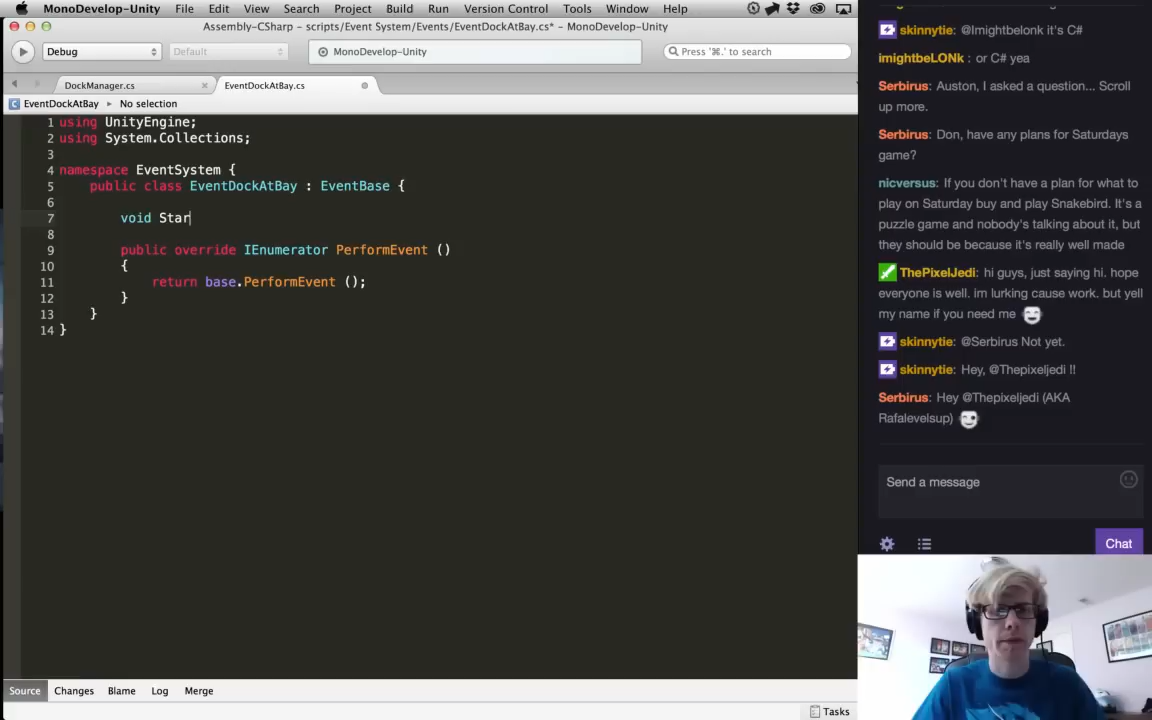 MonoDevelop-Unity File Edit View Search Project Build Run Version Control Tools Window Help
Assembly-CSharp – scripts/Event System/Events/EventDockAtBay.cs* – MonoDevelop-Unity
Debug Default MonoDevelop-Unity Press '⌘.' to search
DockManager.cs EventDockAtBay.cs
EventDockAtBay No selection
1 using UnityEngine;
2 using System.Collections;
3
4 namespace EventSystem {
5 public class EventDockAtBay : EventBase {
6
7 void Star
8
9 public override IEnumerator PerformEvent ()
10 {
11 return base.PerformEvent ();
12 }
13 }
14 }
Source Changes Blame Log Merge
Tasks
skinnytie: @Imightbelonk it's C#
imightbeLONk : or C# yea
Serbirus: Auston, I asked a question... Scroll
up more.
Serbirus: Don, have any plans for Saturdays
game?
nicversus: If you don't have a plan for what to
play on Saturday buy and play Snakebird. It's a
puzzle game and nobody's talking about it, but
they should be because it's really well made
ThePixelJedi: hi guys, just saying hi. hope
everyone is well. im lurking cause work. but yell
my name if you need me
skinnytie: @Serbirus Not yet.
skinnytie: Hey, @Thepixeljedi !!
Serbirus: Hey @Thepixeljedi (AKA
Rafalevelsup)
Send a message
Chat